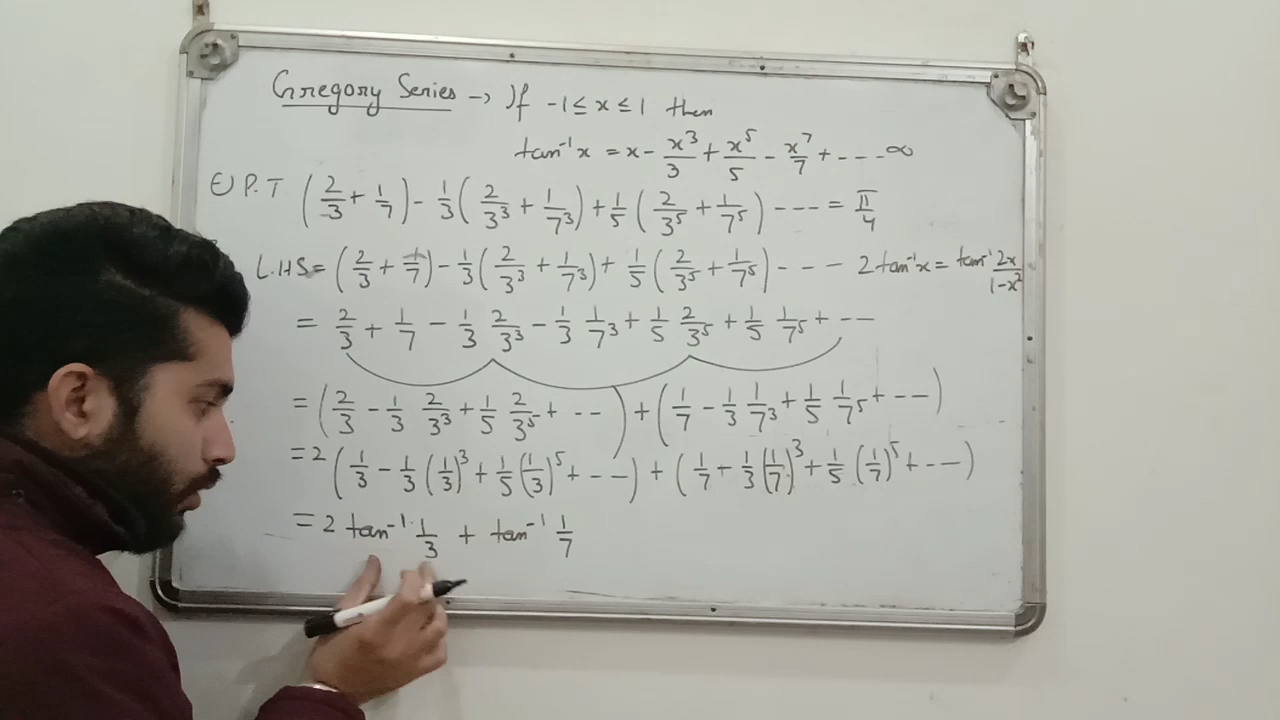 Gregory Series → If -1 ≤ x ≤ 1 then
tan⁻¹x = x - x³/3 + x⁵/5 - x⁷/7 + --- ∞
P.T (2/3 + 1/7) - 1/3(2/3³ + 1/7³) + 1/5(2/3⁵ + 1/7⁵) --- = π/4
L.HS = (2/3 + 1/7) - 1/3(2/3³ + 1/7³) + 1/5(2/3⁵ + 1/7⁵) - - - - 2tan⁻¹x = tan⁻¹ 2x/1-x²
= 2/3 + 1/7 - 1/3 2/3³ - 1/3 1/7³ + 1/5 2/3⁵ + 1/5 1/7⁵ + --
= (2/3 - 1/3 2/3³ + 1/5 2/3⁵ + --) + (1/7 - 1/3 1/7³ + 1/5 1/7⁵ + --)
= 2(1/3 - 1/3(1/3)³ + 1/5(1/3)⁵ + --) + (1/7 + 1/3(1/7)³ + 1/5(1/7)⁵ + --)
= 2 tan⁻¹ 1/3 + tan⁻¹ 1/7